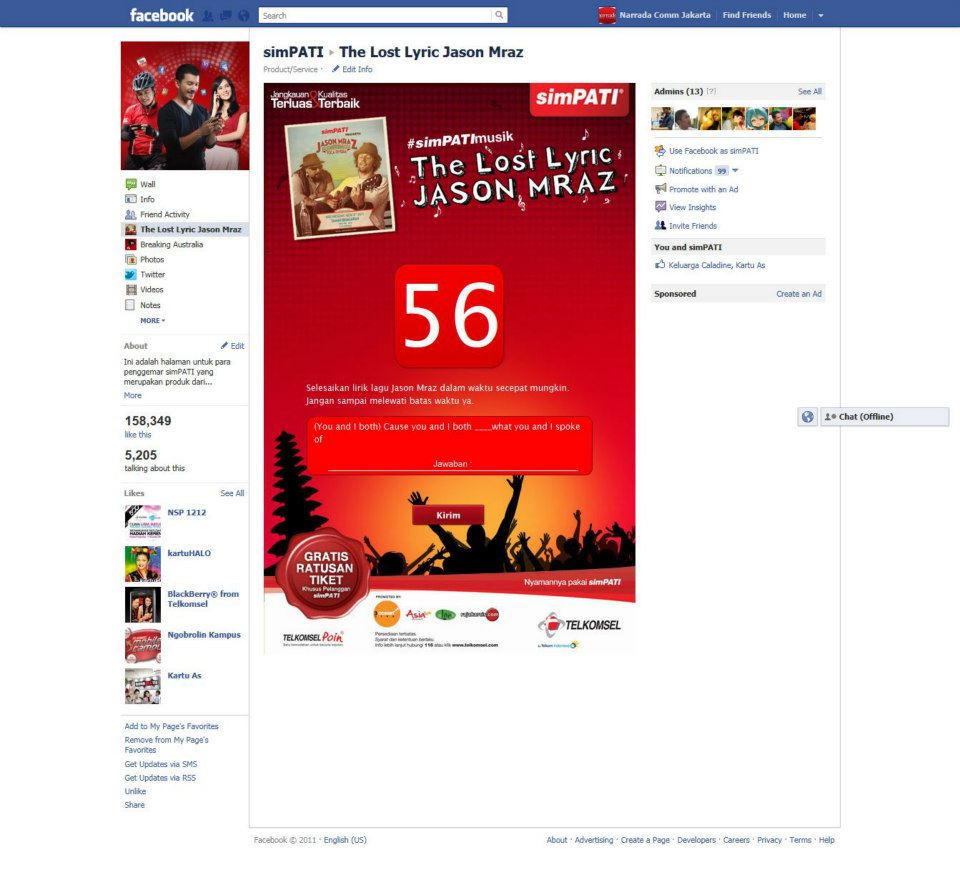 facebook
Search
Narrada Comm Jakarta
Find Friends
Home
simPATI ▸ The Lost Lyric Jason Mraz
Product/Service · Edit Info
Wall
Info
Friend Activity
The Lost Lyric Jason Mraz
Breaking Australia
Photos
Twitter
Videos
Notes
MORE
About
Edit
Ini adalah halaman untuk para
penggemar simPATI yang
merupakan produk dari...
More
158,349
like this
5,205
talking about this
Likes
See All
NSP 1212
kartuHALO
BlackBerry® from
Telkomsel
Ngobrolin Kampus
Kartu As
Add to My Page's Favorites
Remove from My Page's
Favorites
Get Updates via SMS
Get Updates via RSS
Unlike
Share
Jangkauan & Kualitas
Terluas Terbaik
simPATI®
simPATI
JASON MRAZ
#simPATImusik
The Lost Lyric
JASON MRAZ
56
Selesaikan lirik lagu Jason Mraz dalam waktu secepat mungkin.
Jangan sampai melewati batas waktu ya.
(You and I both) Cause you and I both ____what you and I spoke
of
Jawaban :
Kirim
GRATIS
RATUSAN
TIKET
Khusus Pelanggan
simPATI
Nyamannya pakai simPATI
PROMOTED BY
TELKOMSEL Poin
Persediaan terbatas.
Syarat dan ketentuan berlaku
Info lebih lanjut hubungi 116 atau klik www.telkomsel.com
TELKOMSEL
by Telkom Indonesia
Admins (13) [?]
See All
Use Facebook as simPATI
Notifications 99
Promote with an Ad
View Insights
Invite Friends
You and simPATI
Keluarga Caladine, Kartu As
Sponsored
Create an Ad
Chat (Offline)
Facebook © 2011 · English (US)
About · Advertising · Create a Page · Developers · Careers · Privacy · Terms · Help